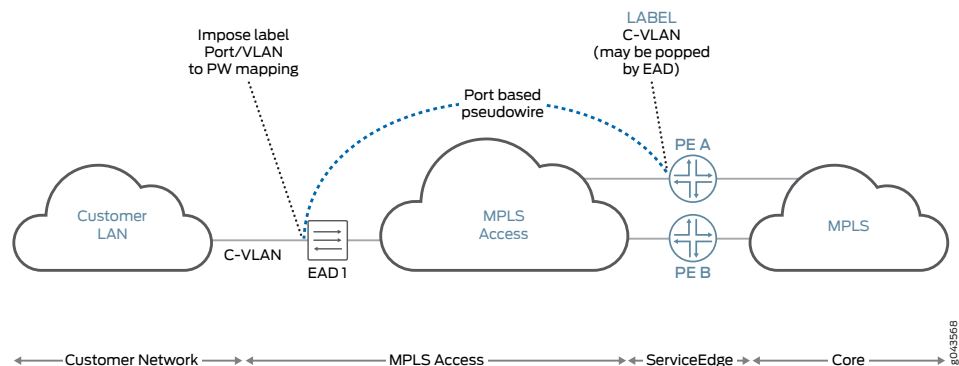 Impose label
Port/VLAN
to PW mapping
LABEL
C-VLAN
(may be popped
by EAD)
Port based
pseudowire
PE A
Customer
LAN
MPLS
Access
MPLS
C-VLAN
EAD 1
PE B
Customer Network
MPLS Access
ServiceEdge
Core
g043568